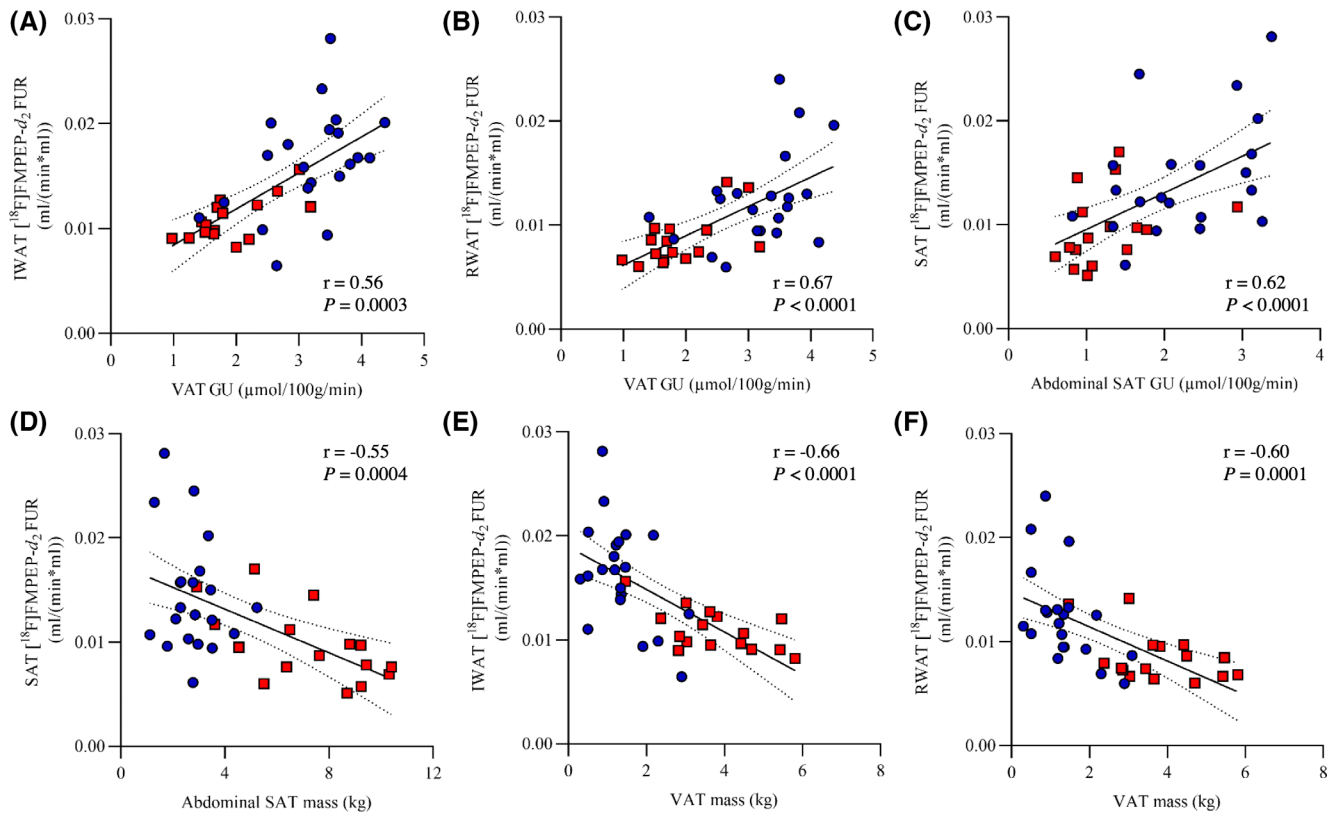 (A)
IWAT [¹⁸F]FMPEP-d₂ FUR
(ml/(min*ml))
0.03
0.02
0.01
0.00
r = 0.56
P = 0.0003
0 1 2 3 4 5
VAT GU (µmol/100g/min)
(B)
RWAT [¹⁸F]FMPEP-d₂ FUR
(ml/(min*ml))
0.03
0.02
0.01
0.00
r = 0.67
P < 0.0001
0 1 2 3 4 5
VAT GU (µmol/100g/min)
(C)
SAT [¹⁸F]FMPEP-d₂ FUR
(ml/(min*ml))
0.03
0.02
0.01
0.00
r = 0.62
P < 0.0001
0 1 2 3 4
Abdominal SAT GU (µmol/100g/min)
(D)
SAT [¹⁸F]FMPEP-d₂ FUR
(ml/(min*ml))
0.03
0.02
0.01
0.00
r = -0.55
P = 0.0004
0 4 8 12
Abdominal SAT mass (kg)
(E)
IWAT [¹⁸F]FMPEP-d₂ FUR
(ml/(min*ml))
0.03
0.02
0.01
0.00
r = -0.66
P < 0.0001
0 2 4 6 8
VAT mass (kg)
(F)
RWAT [¹⁸F]FMPEP-d₂ FUR
(ml/(min*ml))
0.03
0.02
0.01
0.00
r = -0.60
P = 0.0001
0 2 4 6 8
VAT mass (kg)